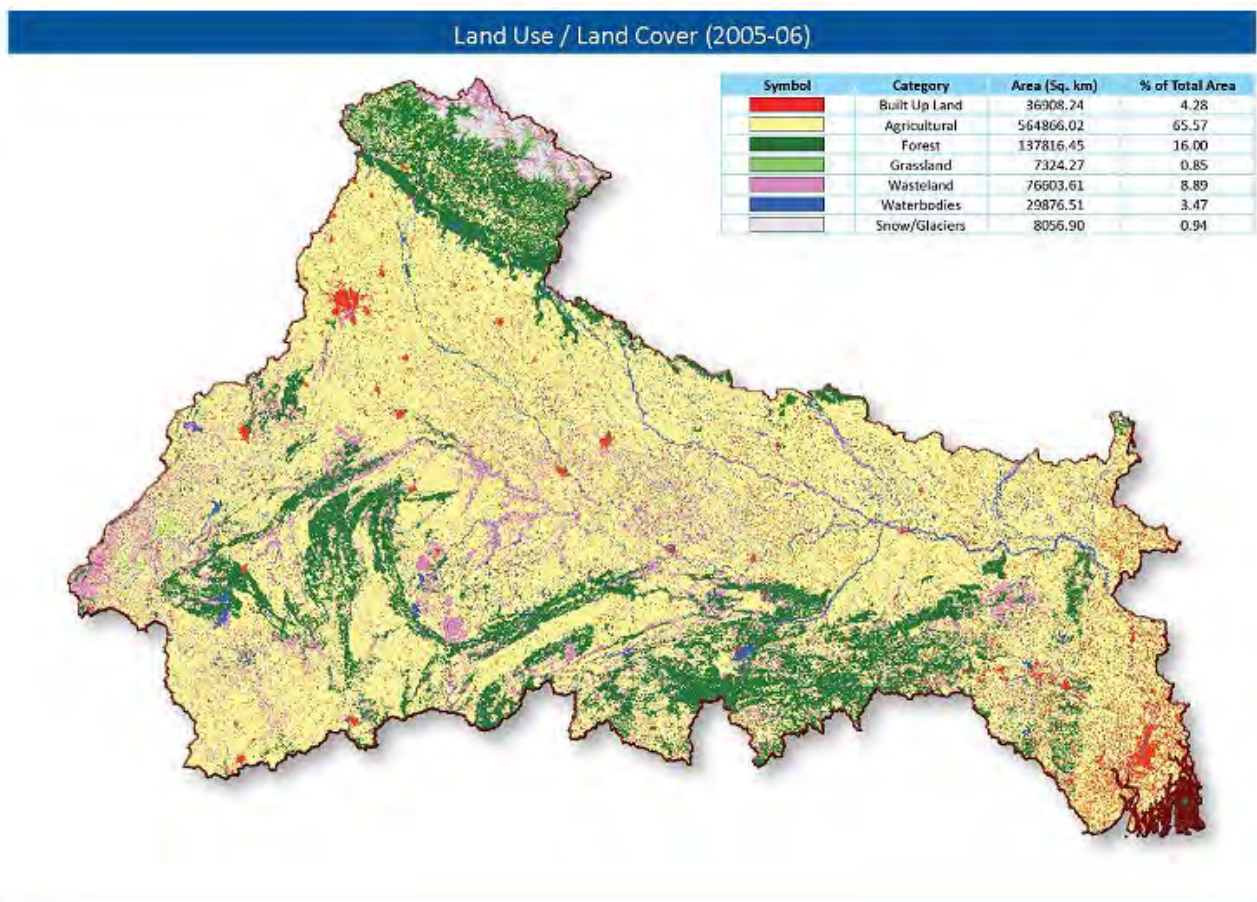 Land Use / Land Cover (2005-06)
Symbol Category Area (Sq. km) % of Total Area
Built Up Land 36908.24 4.28
Agricultural 564866.02 65.57
Forest 137816.45 16.00
Grassland 7324.27 0.85
Wasteland 76603.61 8.89
Waterbodies 29876.51 3.47
Snow/Glaciers 8056.90 0.94